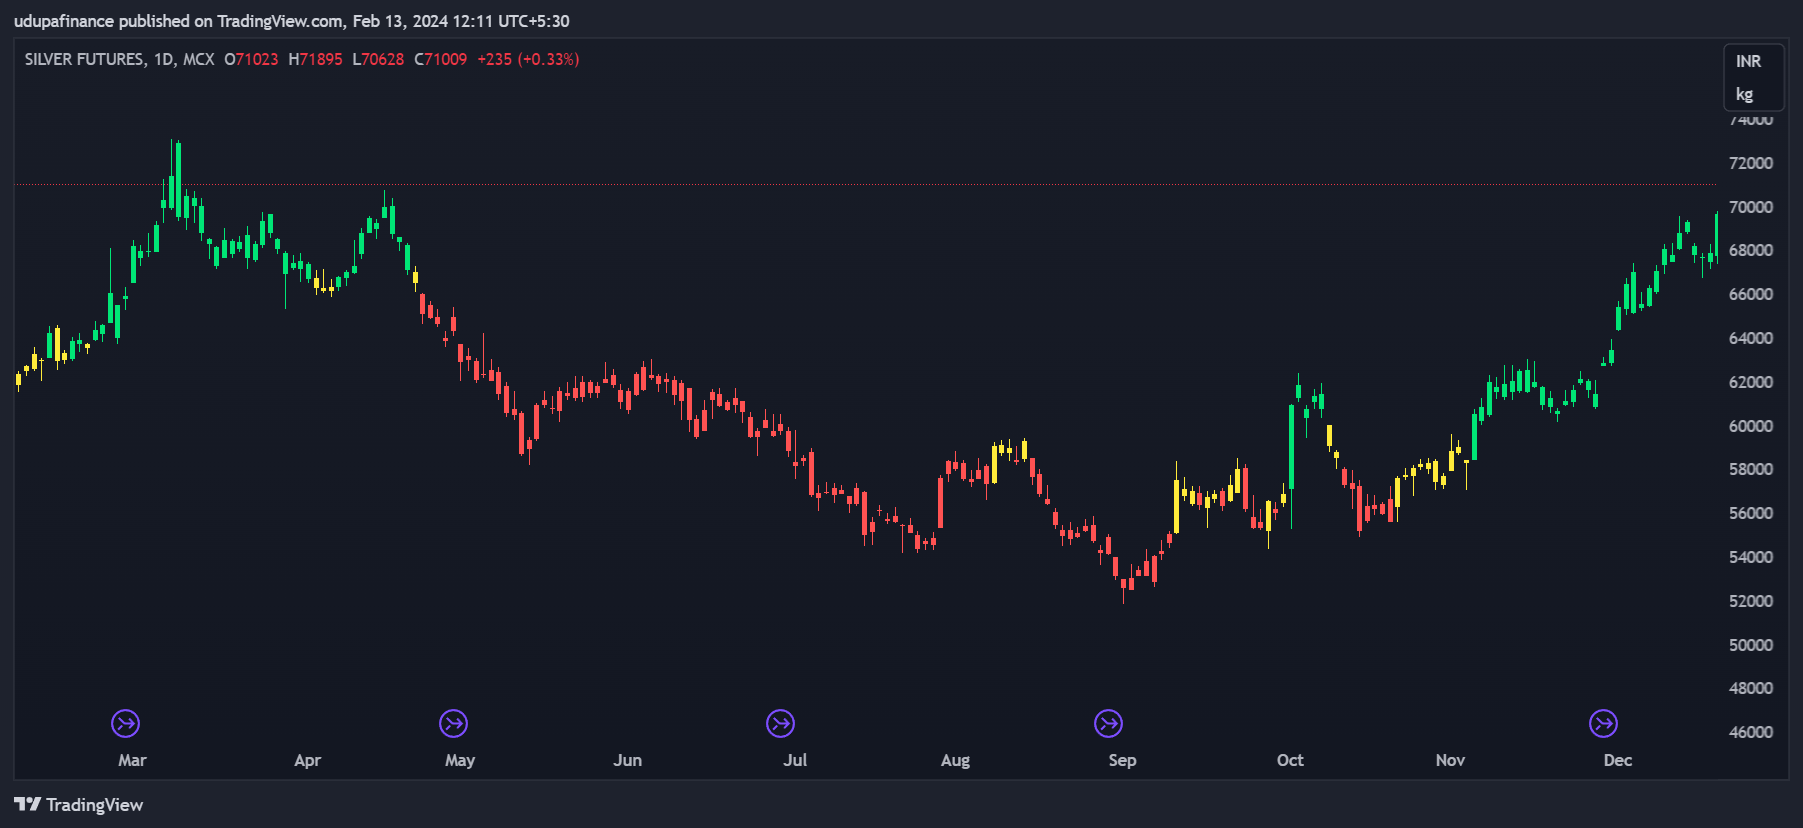 udupafinance published on TradingView.com, Feb 13, 2024 12:11 UTC+5:30
SILVER FUTURES, 1D, MCX O71023 H71895 L70628 C71009 +235 (+0.33%)
INR
kg
74000
72000
70000
68000
66000
64000
62000
60000
58000
56000
54000
52000
50000
48000
46000
Mar Apr May Jun Jul Aug Sep Oct Nov Dec
TradingView